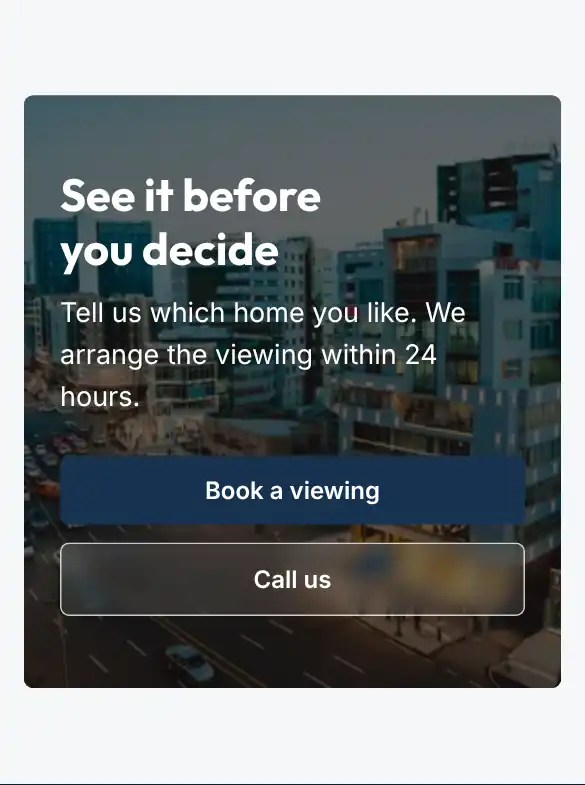 See it before
you decide
Tell us which home you like. We
arrange the viewing within 24
hours.
Book a viewing
Call us